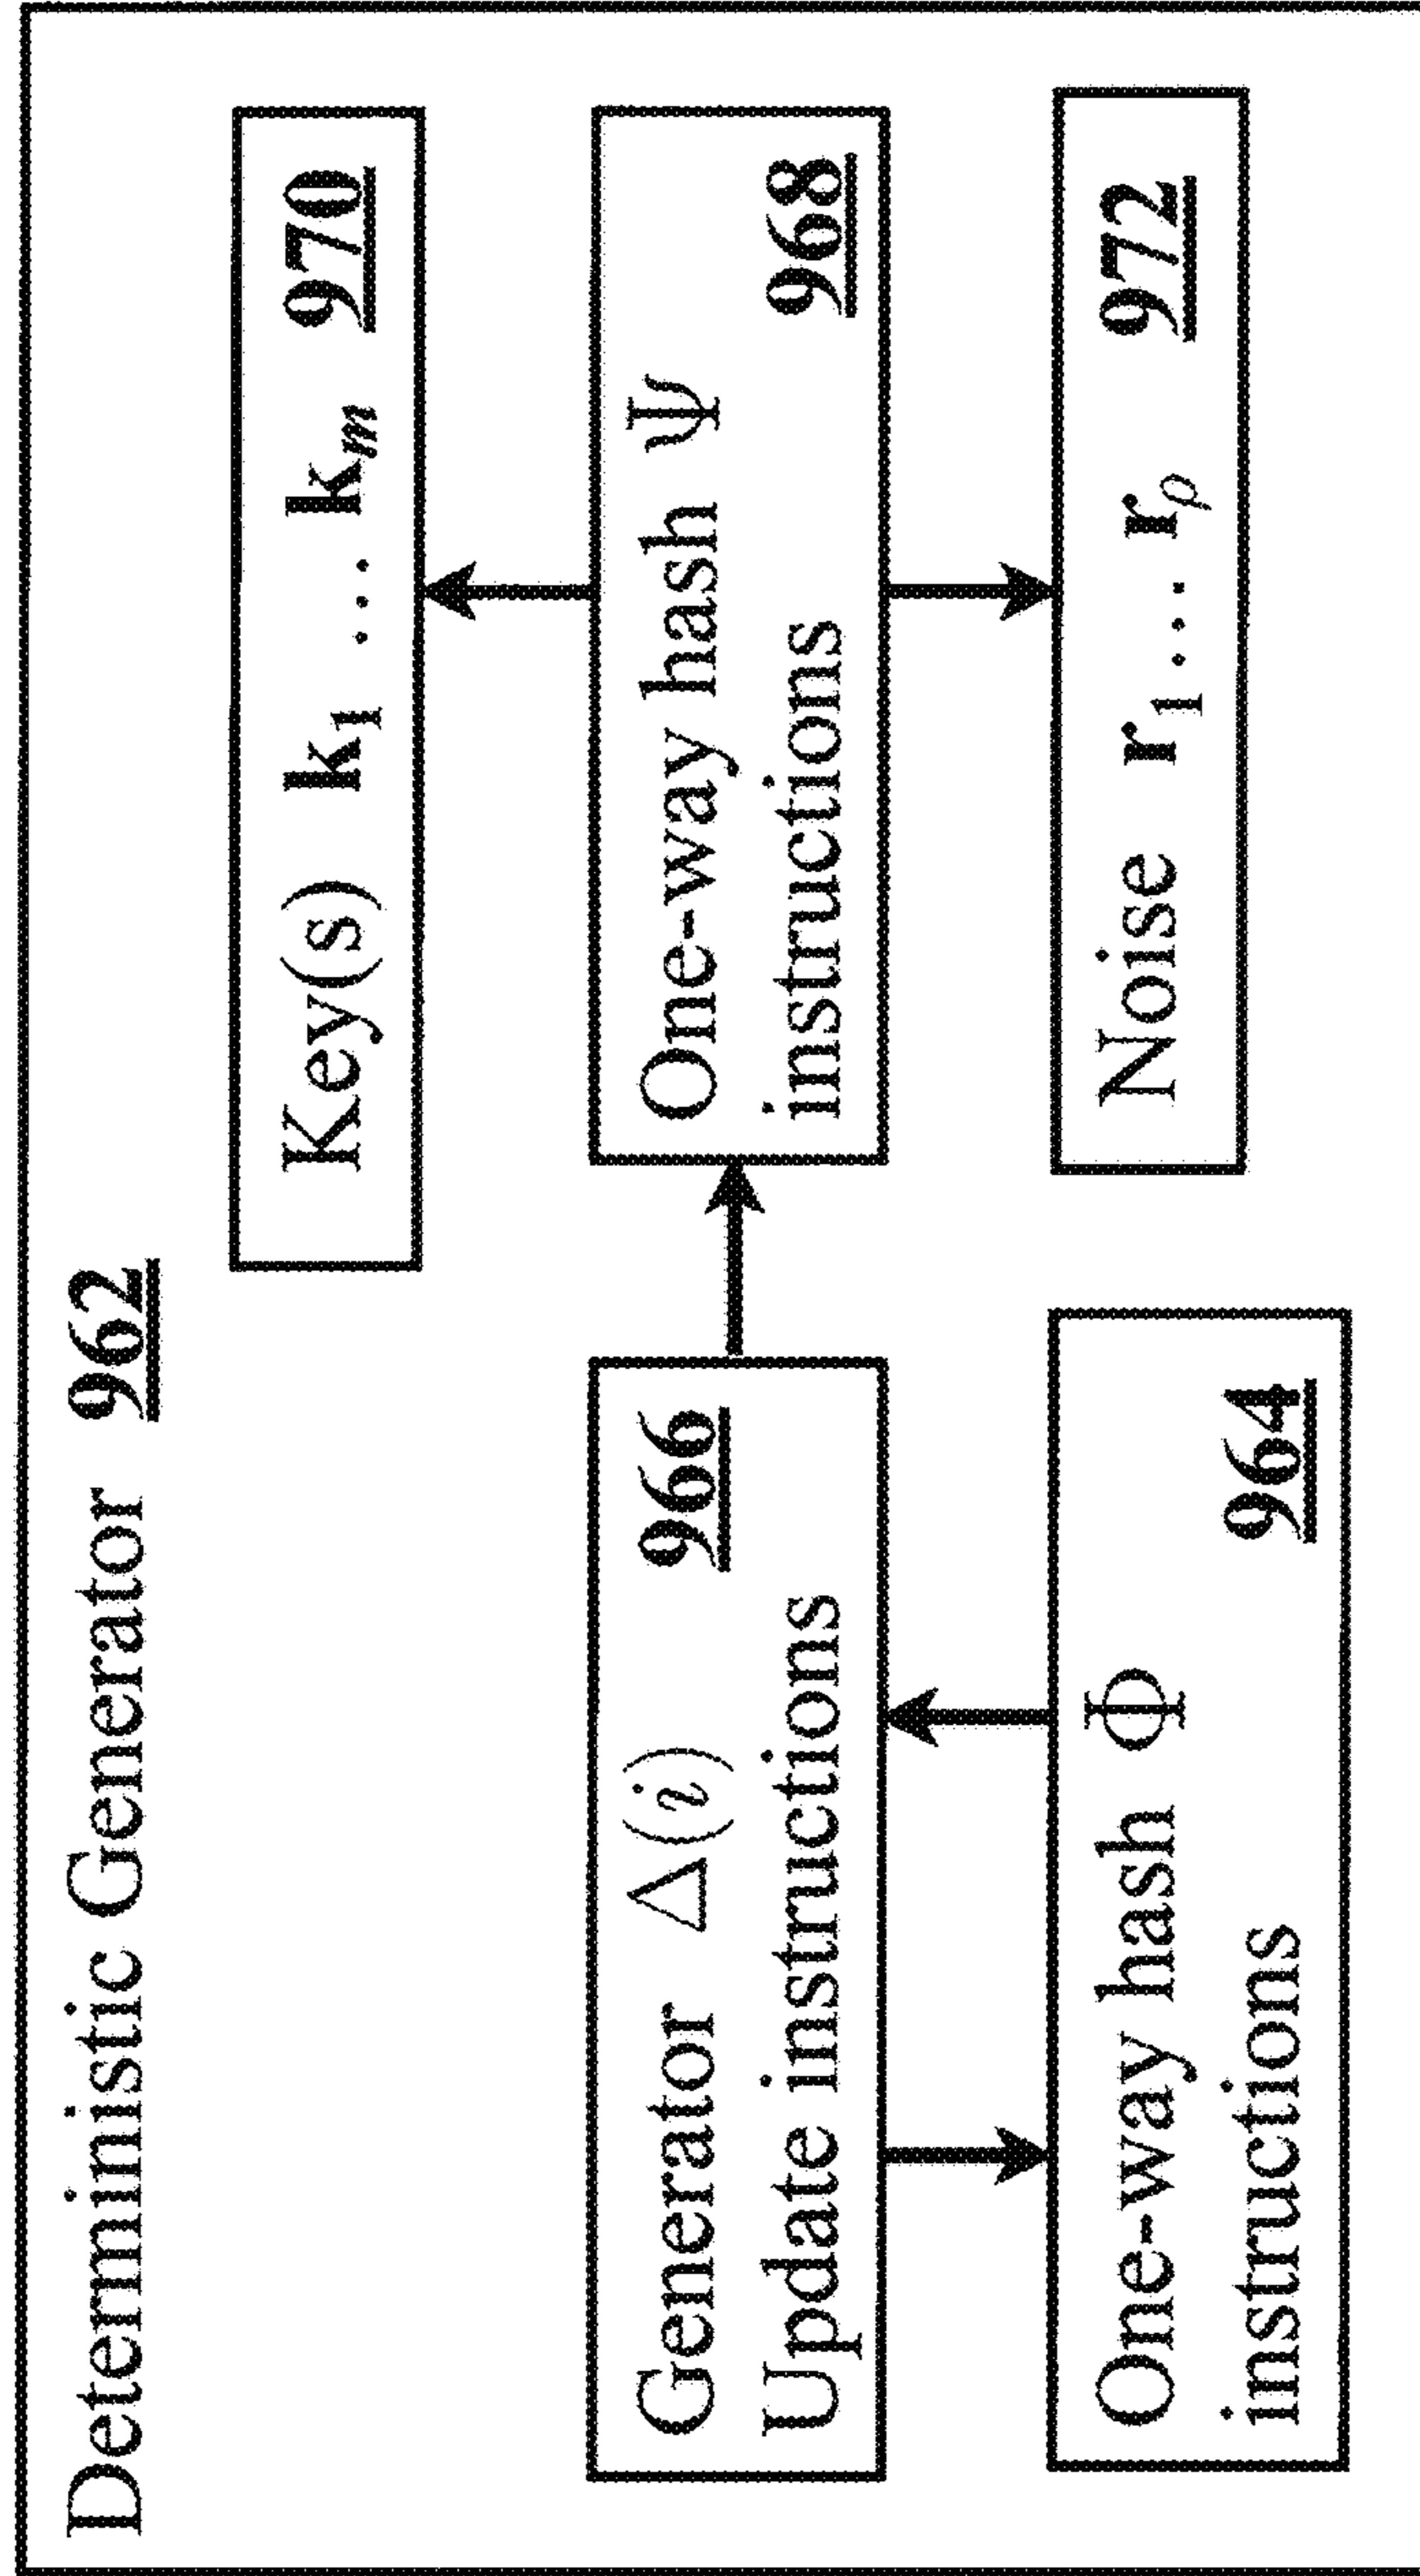 Deterministic Generator 962
Key(s) k₁ ... kₘ 970
Generator Δ(i) 966
Update instructions
One-way hash Ψ
instructions 968
One-way hash Φ
instructions 964
Noise r₁... rᵨ 972